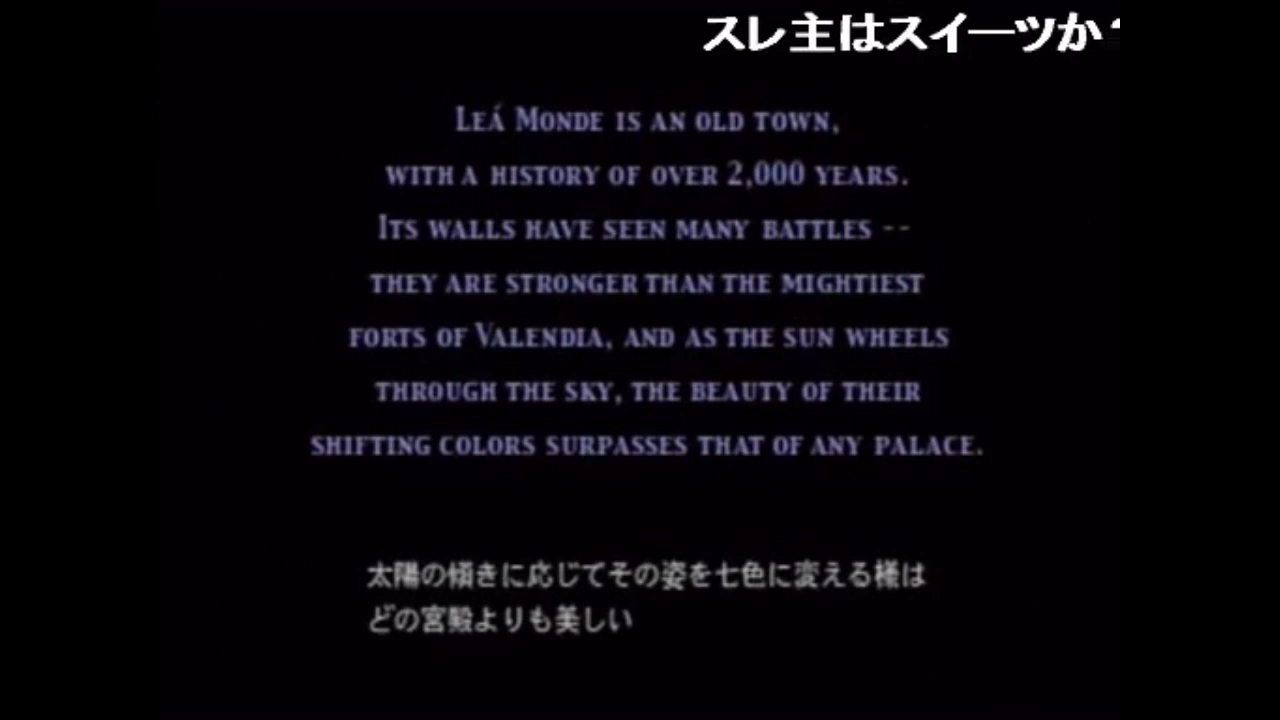 スレ主はスイーツか
Leá Monde is an old town,
with a history of over 2,000 years.
Its walls have seen many battles --
they are stronger than the mightiest
forts of Valendia, and as the sun wheels
through the sky, the beauty of their
shifting colors surpasses that of any palace.
太陽の傾きに応じてその姿を七色に変える様は
どの宮殿よりも美しい